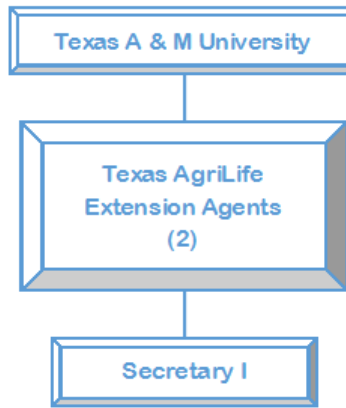 Texas A & M University
Texas AgriLife
Extension Agents
(2)
Secretary I